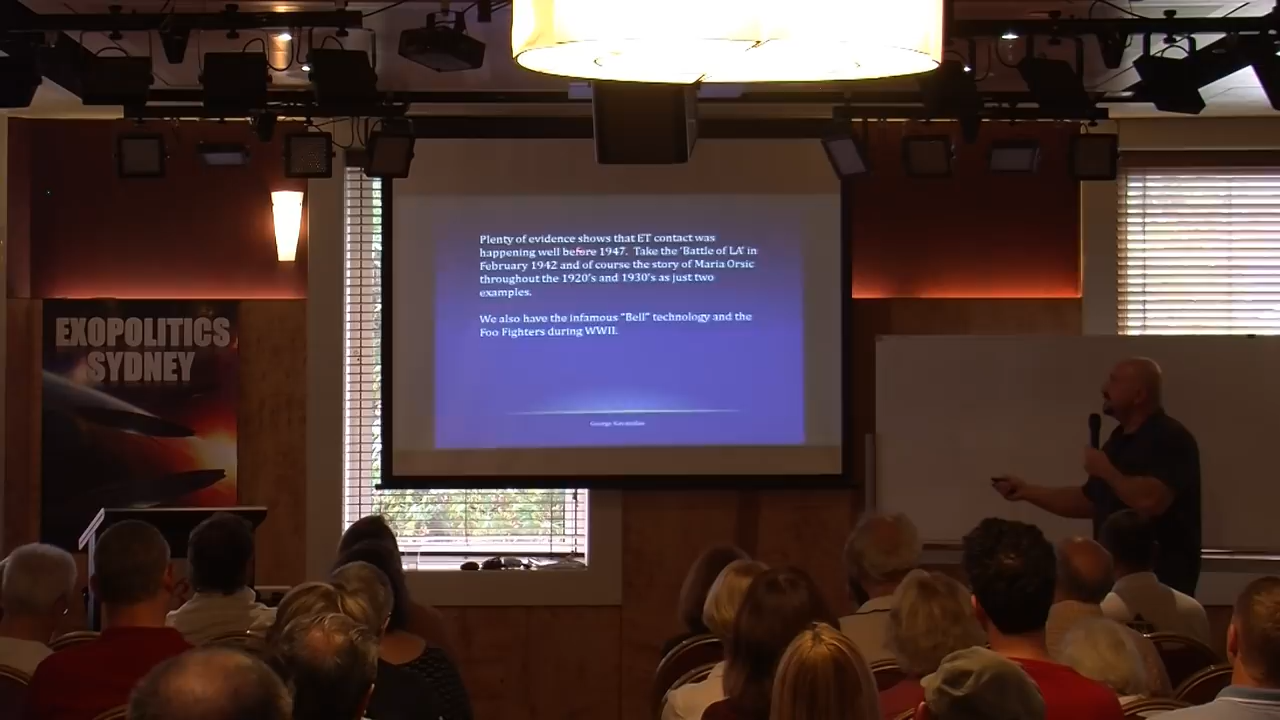 EXOPOLITICS
SYDNEY
Plenty of evidence shows that ET contact was
happening well before 1947. Take the 'Battle of LA' in
February 1942 and of course the story of Maria Orsic
throughout the 1920's and 1930's as just two
examples.
We also have the infamous "Bell" technology and the
Foo Fighters during WWII.
George